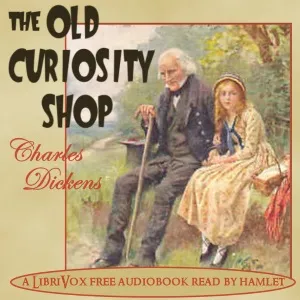 THE OLD
CURIOSITY
SHOP
Charles
Dickens
A LIBRIVOX FREE AUDIOBOOK READ BY HAMLET